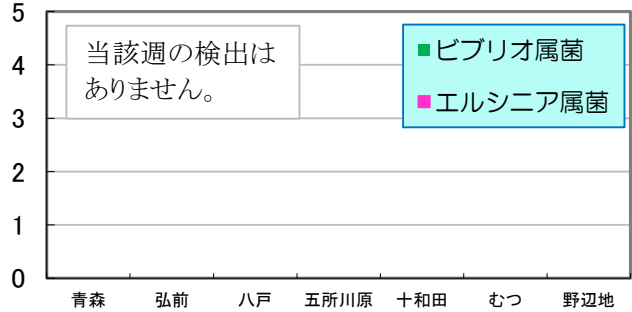 5
4
3
2
1
0
当該週の検出は
ありません。
ビブリオ属菌
エルシニア属菌
青森 弘前 八戸 五所川原 十和田 むつ 野辺地